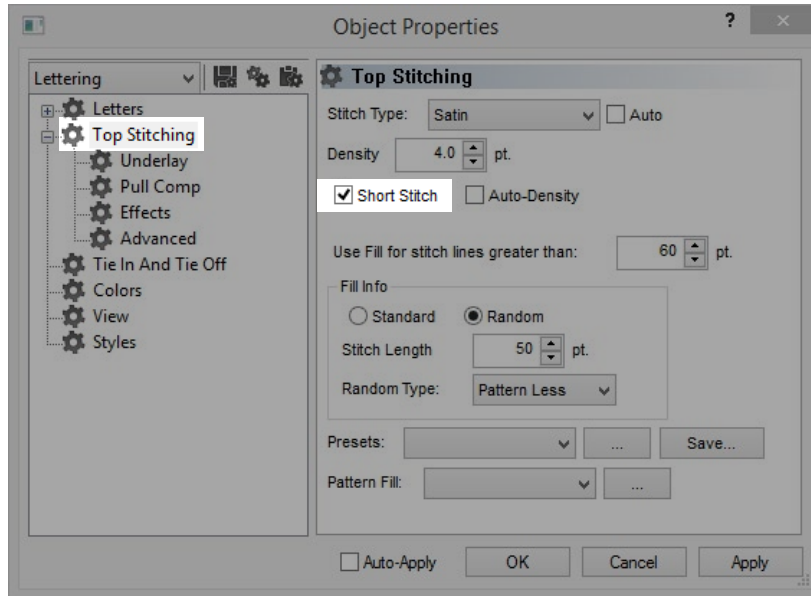 Object Properties
?
Lettering
Letters
Top Stitching
Underlay
Pull Comp
Effects
Advanced
Tie In And Tie Off
Colors
View
Styles
Top Stitching
Stitch Type: Satin Auto
Density 4.0 pt.
Short Stitch Auto-Density
Use Fill for stitch lines greater than: 60 pt.
Fill Info
Standard Random
Stitch Length 50 pt.
Random Type: Pattern Less
Presets: ... Save...
Pattern Fill: ...
Auto-Apply OK Cancel Apply